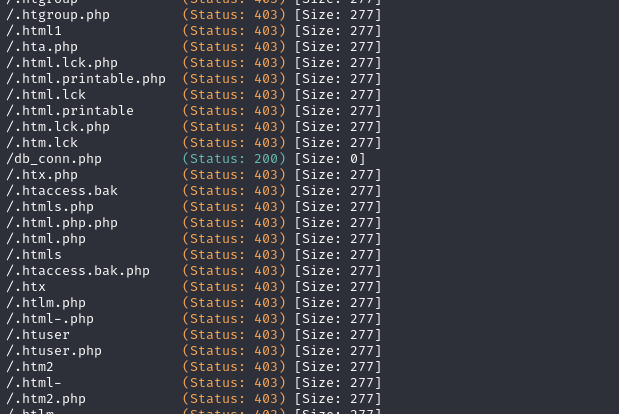 /.htgroup (Status: 403) [Size: 277]
/.htgroup.php (Status: 403) [Size: 277]
/.html1 (Status: 403) [Size: 277]
/.hta.php (Status: 403) [Size: 277]
/.html.lck.php (Status: 403) [Size: 277]
/.html.printable.php (Status: 403) [Size: 277]
/.html.lck (Status: 403) [Size: 277]
/.html.printable (Status: 403) [Size: 277]
/.htm.lck.php (Status: 403) [Size: 277]
/.htm.lck (Status: 403) [Size: 277]
/db_conn.php (Status: 200) [Size: 0]
/.htx.php (Status: 403) [Size: 277]
/.htaccess.bak (Status: 403) [Size: 277]
/.htmls.php (Status: 403) [Size: 277]
/.html.php.php (Status: 403) [Size: 277]
/.html.php (Status: 403) [Size: 277]
/.htmls (Status: 403) [Size: 277]
/.htaccess.bak.php (Status: 403) [Size: 277]
/.htx (Status: 403) [Size: 277]
/.htlm.php (Status: 403) [Size: 277]
/.html-.php (Status: 403) [Size: 277]
/.htuser (Status: 403) [Size: 277]
/.htuser.php (Status: 403) [Size: 277]
/.htm2 (Status: 403) [Size: 277]
/.html- (Status: 403) [Size: 277]
/.htm2.php (Status: 403) [Size: 277]